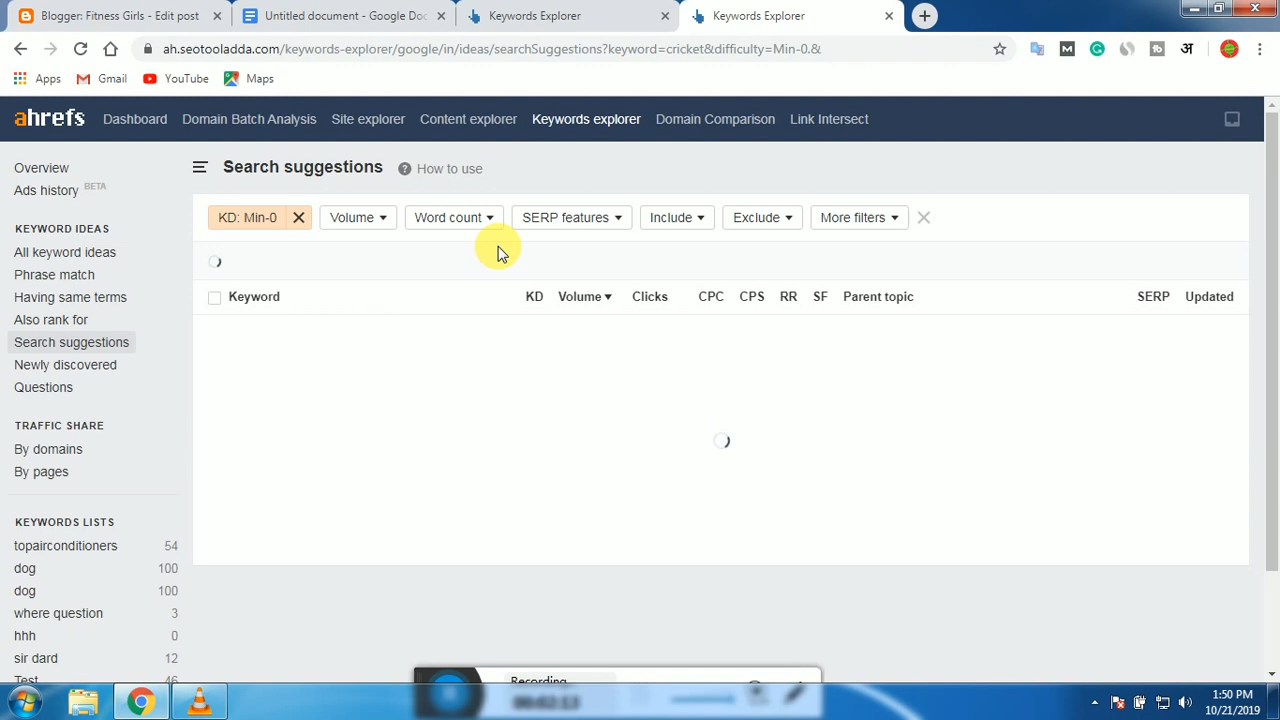 Blogger: Fitness Girls - Edit post
Untitled document - Google Do
Keywords Explorer
Keywords Explorer
ah.seotooladda.com/keywords-explorer/google/in/ideas/searchSuggestions?keyword=cricket&difficulty=Min-0.&
Apps
Gmail
YouTube
Maps
ahrefs
Dashboard
Domain Batch Analysis
Site explorer
Content explorer
Keywords explorer
Domain Comparison
Link Intersect
Overview
Ads history BETA
KEYWORD IDEAS
All keyword ideas
Phrase match
Having same terms
Also rank for
Search suggestions
Newly discovered
Questions
TRAFFIC SHARE
By domains
By pages
KEYWORDS LISTS
topairconditioners 54
dog 100
dog 100
where question 3
hhh 0
sir dard 12
Test 46
Search suggestions
? How to use
KD: Min-0
Volume
Word count
SERP features
Include
Exclude
More filters
Keyword
KD
Volume
Clicks
CPC
CPS
RR
SF
Parent topic
SERP
Updated
Recording
00:02:13
1:50 PM
10/21/2019